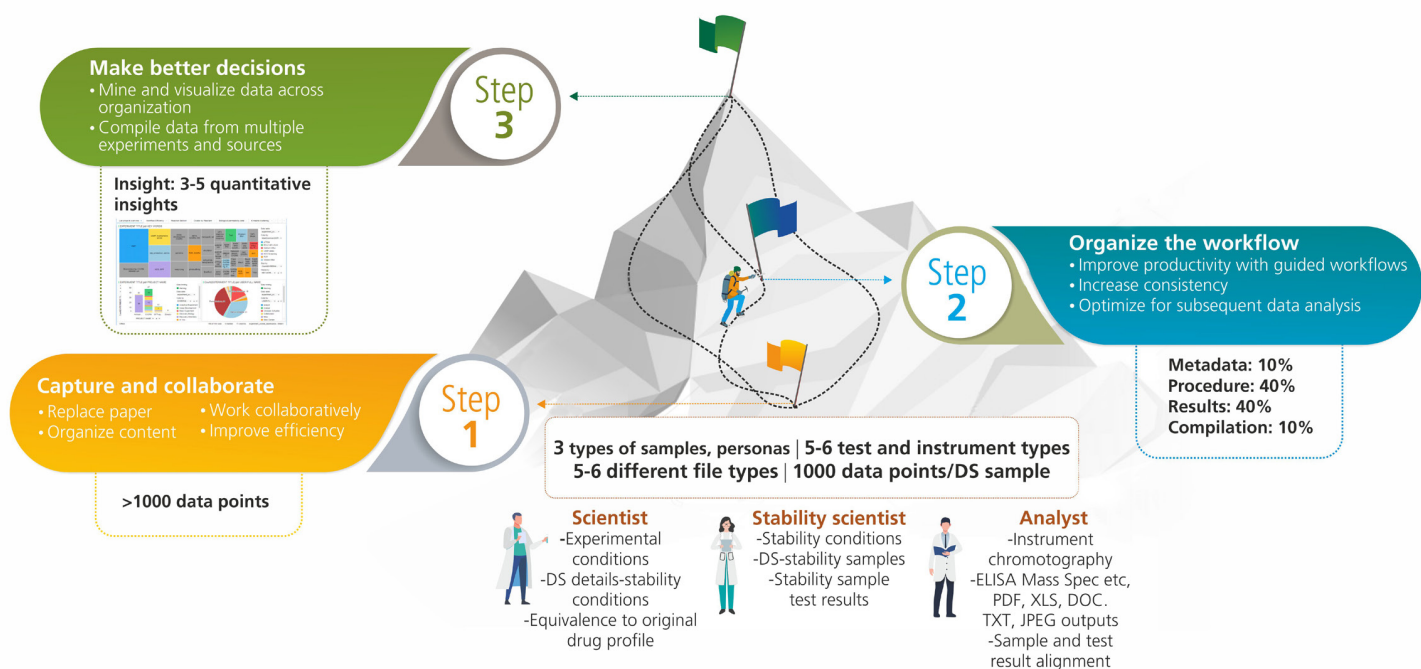 Make better decisions
• Mine and visualize data across
organization
• Compile data from multiple
experiments and sources
Step
3
Insight: 3-5 quantitative
insights
Organize the workflow
• Improve productivity with guided workflows
• Increase consistency
• Optimize for subsequent data analysis
Step
2
Metadata: 10%
Procedure: 40%
Results: 40%
Compilation: 10%
Capture and collaborate
• Replace paper
• Organize content
• Work collaboratively
• Improve efficiency
Step
1
>1000 data points
3 types of samples, personas | 5-6 test and instrument types
5-6 different file types | 1000 data points/DS sample
Scientist
-Experimental
conditions
-DS details-stability
conditions
-Equivalence to original
drug profile
Stability scientist
-Stability conditions
-DS-stability samples
-Stability sample
test results
Analyst
-Instrument
chromotography
-ELISA Mass Spec etc,
PDF, XLS, DOC.
TXT, JPEG outputs
-Sample and test
result alignment